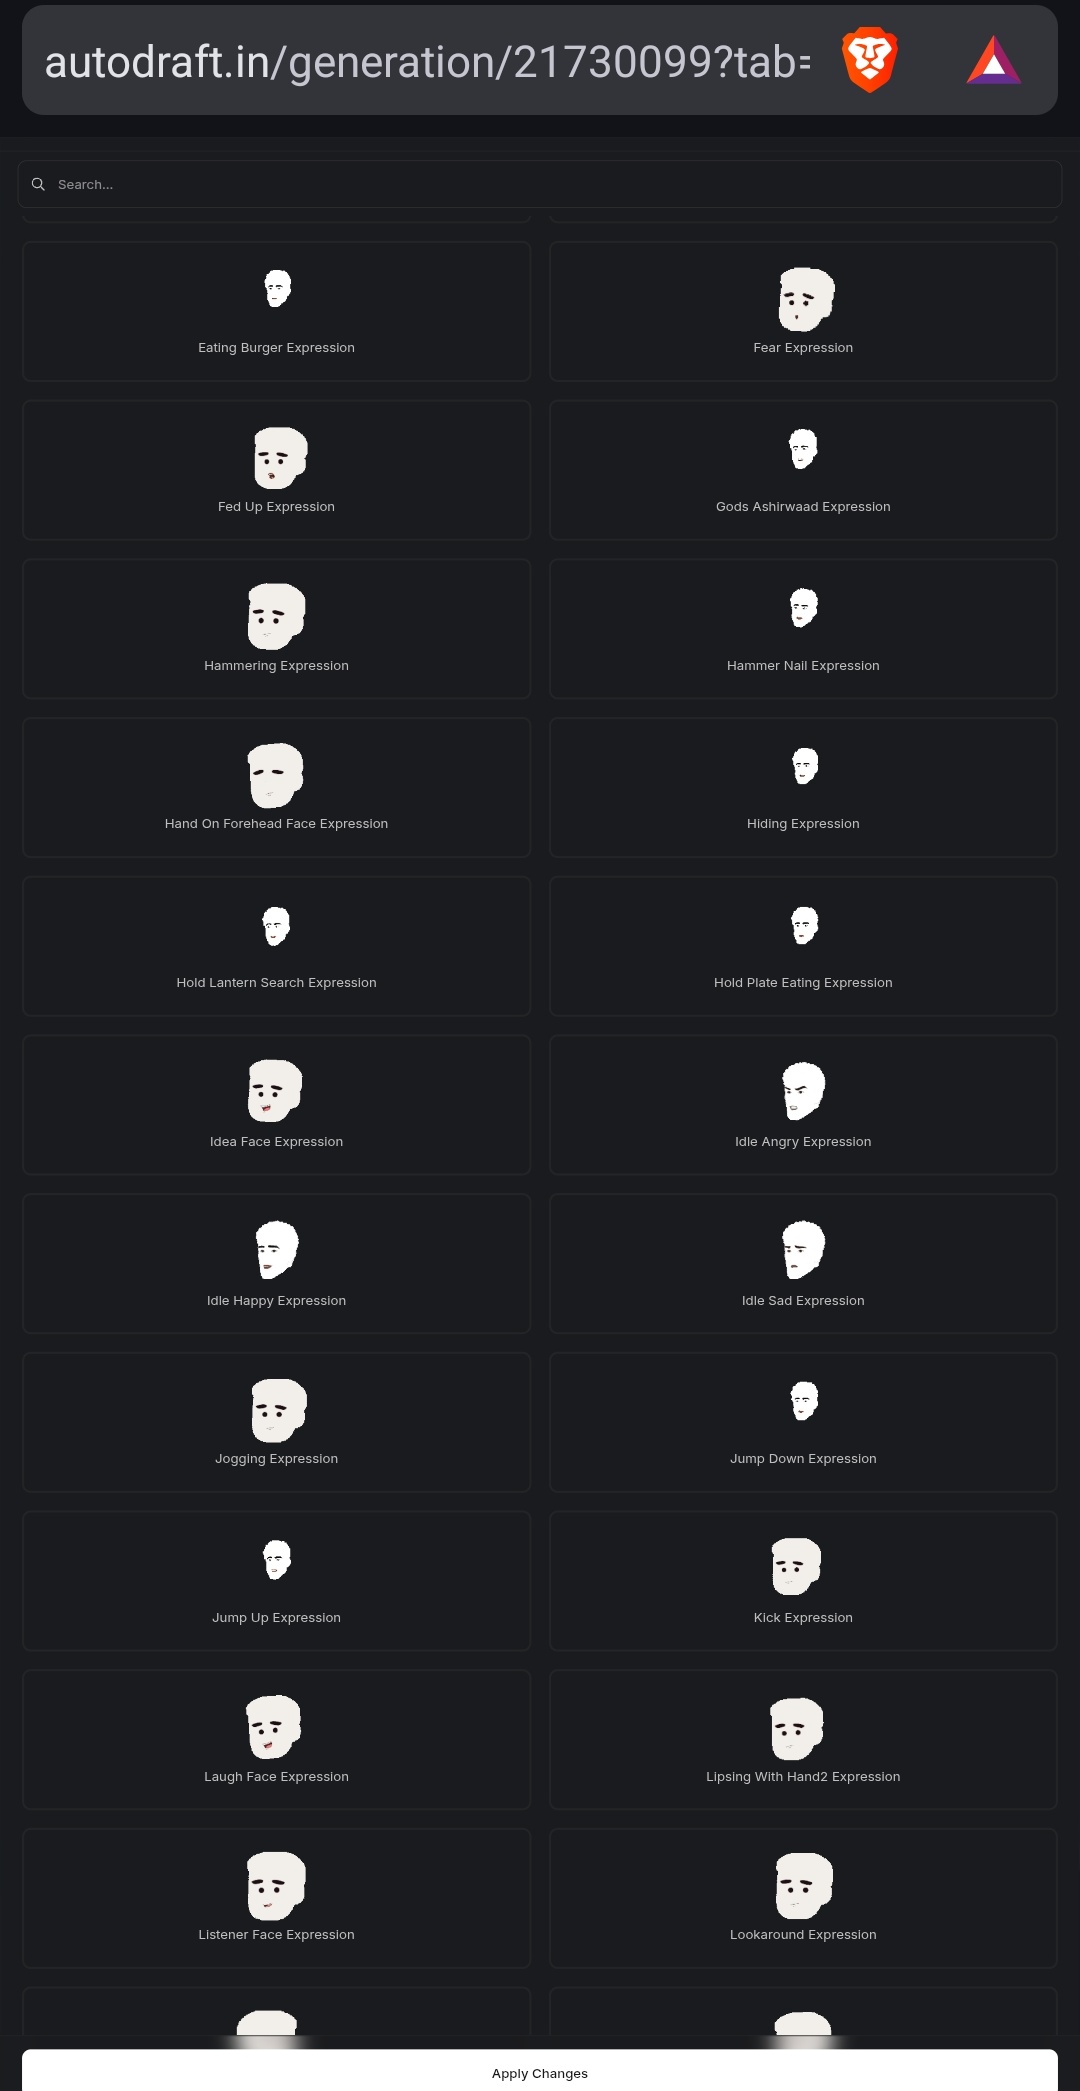 autodraft.in/generation/21730099?tab=
Search...
Eating Burger Expression
Fear Expression
Fed Up Expression
Gods Ashirwaad Expression
Hammering Expression
Hammer Nail Expression
Hand On Forehead Face Expression
Hiding Expression
Hold Lantern Search Expression
Hold Plate Eating Expression
Idea Face Expression
Idle Angry Expression
Idle Happy Expression
Idle Sad Expression
Jogging Expression
Jump Down Expression
Jump Up Expression
Kick Expression
Laugh Face Expression
Lipsing With Hand2 Expression
Listener Face Expression
Lookaround Expression
Apply Changes